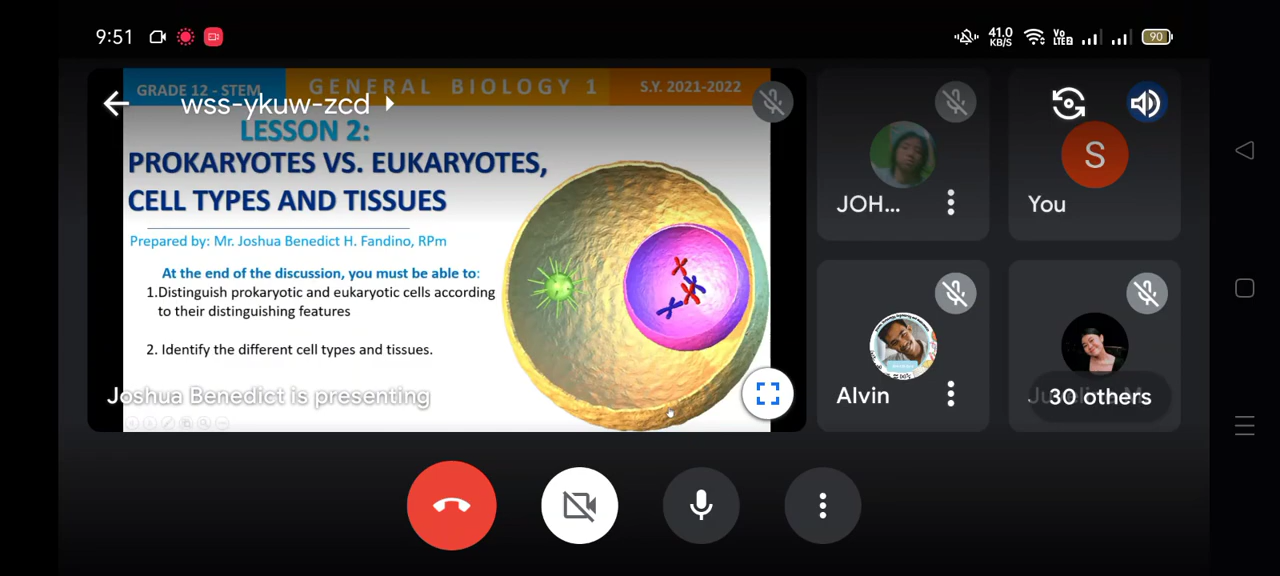 9:51
41.0
KB/S
Vo
LTE2
90
GRADE 12 - STEM
GENERAL BIOLOGY 1
S.Y. 2021-2022
wss-ykuw-zcd
LESSON 2:
PROKARYOTES VS. EUKARYOTES,
CELL TYPES AND TISSUES
Prepared by: Mr. Joshua Benedict H. Fandino, RPm
At the end of the discussion, you must be able to:
1.Distinguish prokaryotic and eukaryotic cells according
to their distinguishing features
2. Identify the different cell types and tissues.
Joshua Benedict is presenting
JOH...
S
You
Alvin
30 others